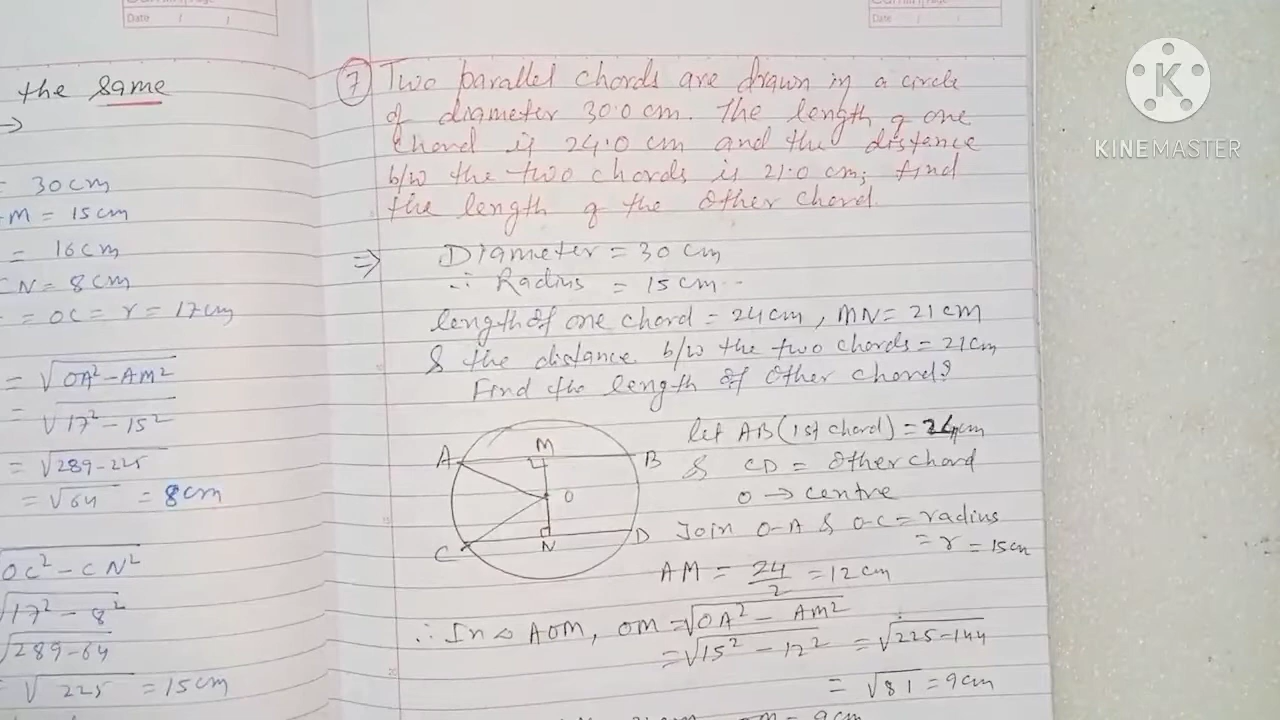 Date / /
Date / /
the same
→
= 30cm
M = 15cm
= 16cm
CN = 8cm
= OC = r = 17cm
= √OA² - AM²
= √17² - 15²
= √289-225
= √64 = 8cm
OC² - CN²
√17² - 8²
√289-64
= √225 = 15cm
7 Two parallel chords are drawn in a circle
of diameter 30.0 cm. The length of one
chord is 24.0 cm and the distance
b/w the two chords is 21.0 cm; find
the length of the other chord.
⇒ Diameter = 30 cm
∴ Radius = 15 cm
length of one chord = 24cm, MN = 21 cm
& the distance b/w the two chords = 21cm
Find the length of other chord?
let AB (1st chord) = 24cm
& CD = other chord
O → centre
Join O-A & O-C = radius
= r = 15cm
A M B
O
C N D
AM = 24/2 = 12 cm
∴ In △ AOM, OM = √OA² - AM²
= √15² - 12² = √225-144
= √81 = 9cm
9cm
K
KINEMASTER